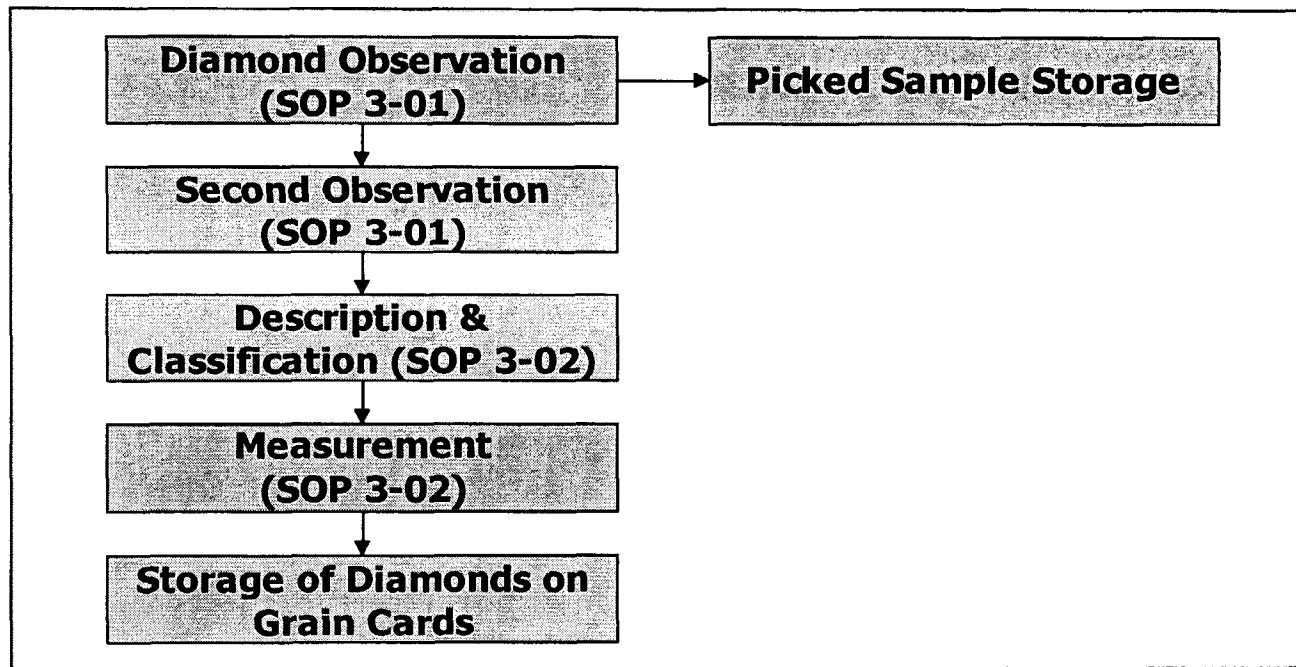 Diamond Observation
(SOP 3-01)
Picked Sample Storage
Second Observation
(SOP 3-01)
Description &
Classification (SOP 3-02)
Measurement
(SOP 3-02)
Storage of Diamonds on
Grain Cards